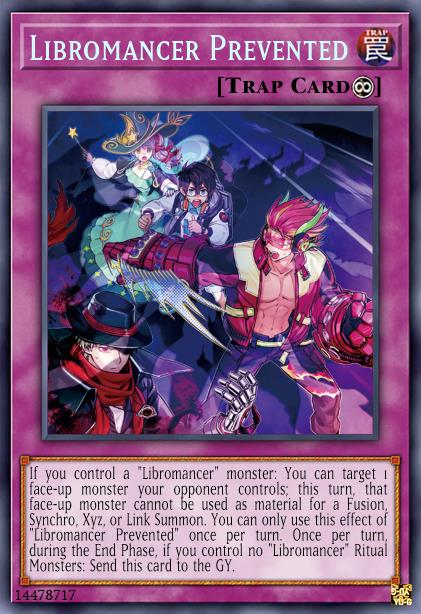 Libromancer Prevented
TRAP
罠
[Trap Card∞]
If you control a "Libromancer" monster: You can target 1
face-up monster your opponent controls; this turn, that
face-up monster cannot be used as material for a Fusion,
Synchro, Xyz, or Link Summon. You can only use this effect of
"Libromancer Prevented" once per turn. Once per turn,
during the End Phase, if you control no "Libromancer" Ritual
Monsters: Send this card to the GY.
14478717